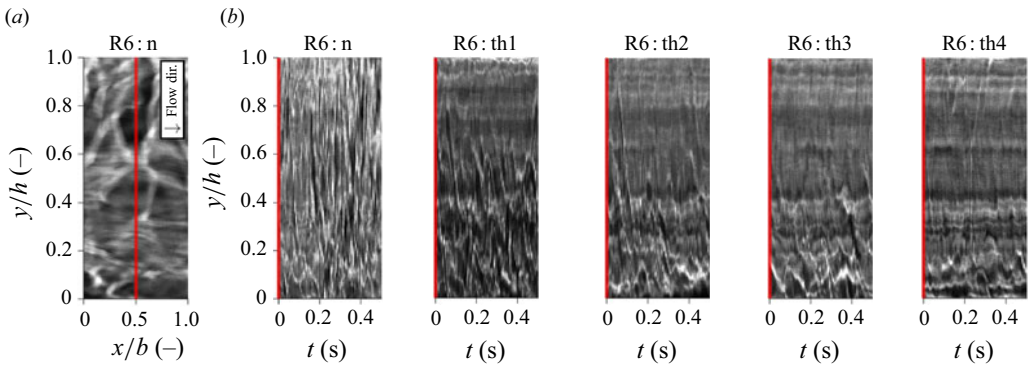 (a)
(b)
R6 : n
R6 : n
R6 : th1
R6 : th2
R6 : th3
R6 : th4
1.0
0.8
0.6
0.4
0.2
0
y/h (–)
← Flow dir.
1.0
0.8
0.6
0.4
0.2
0
y/h (–)
0 0.5 1.0
0 0.2 0.4
0 0.2 0.4
0 0.2 0.4
0 0.2 0.4
0 0.2 0.4
x/b (–)
t (s)
t (s)
t (s)
t (s)
t (s)